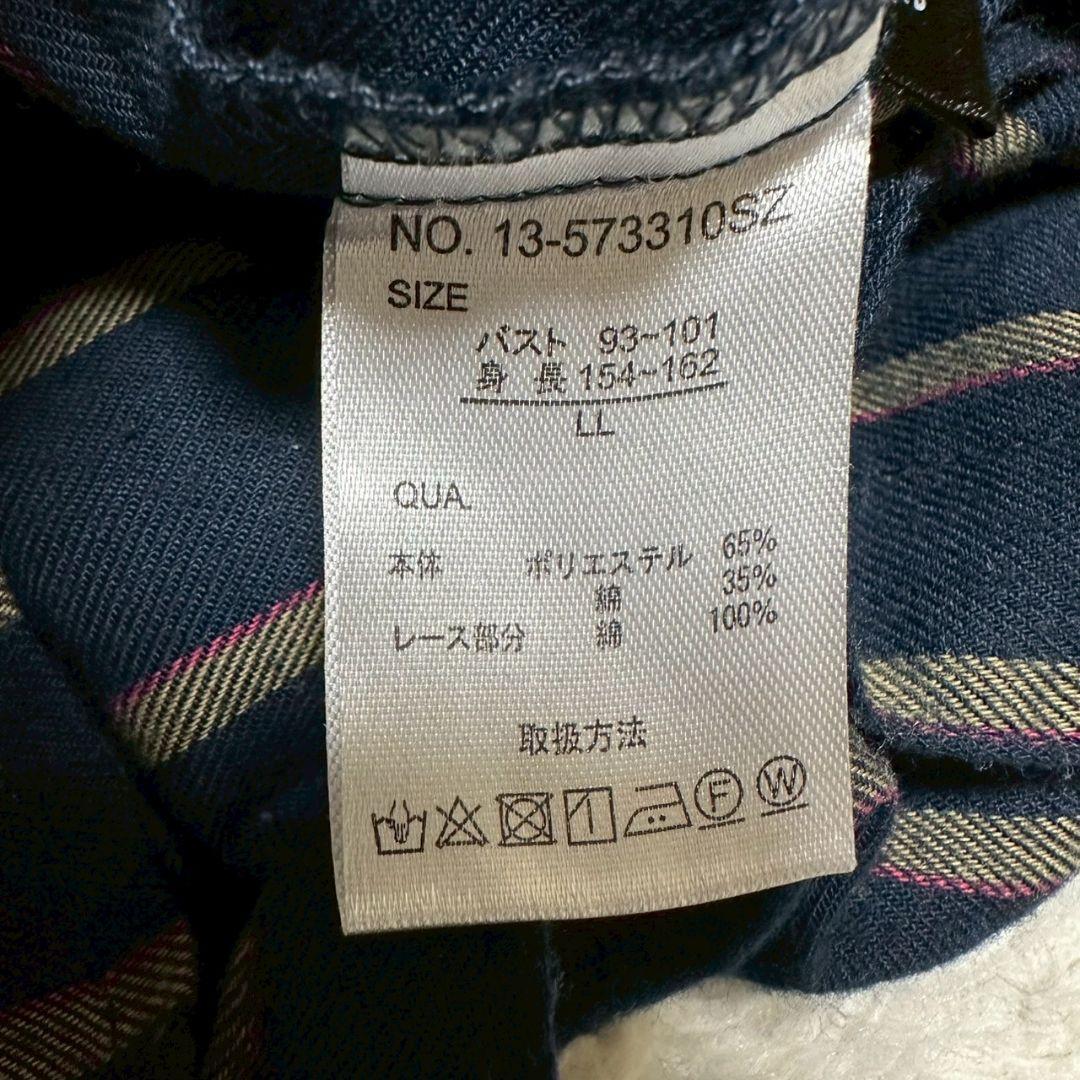 NO. 13-573310SZ
SIZE
バスト 93~101
身 長 154~162
LL
QUA.
本体 ポリエステル 65%
綿 35%
レース部分 綿 100%
取扱方法
F W